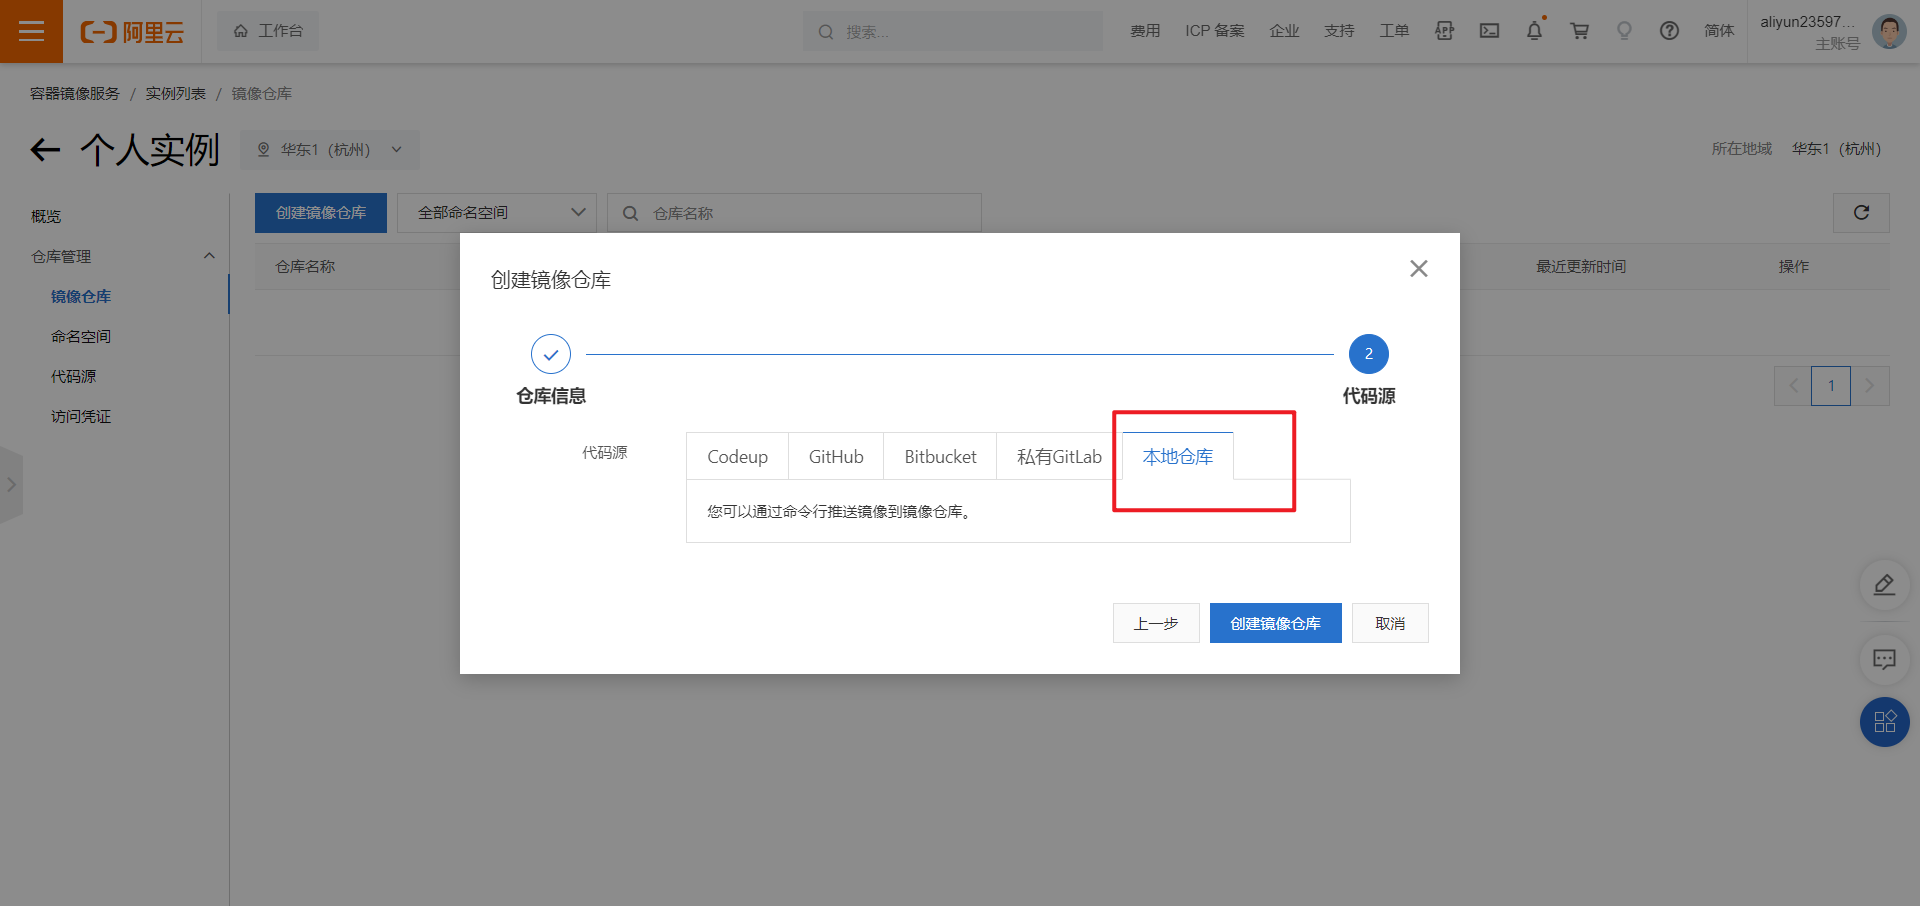 阿里云
工作台
搜索...
费用
ICP 备案
企业
支持
工单
APP
简体
aliyun23597...
主账号
容器镜像服务 / 实例列表 / 镜像仓库
个人实例
华东1（杭州）
所在地域 华东1（杭州）
概览
仓库管理
镜像仓库
命名空间
代码源
访问凭证
创建镜像仓库
全部命名空间
仓库名称
仓库名称
最近更新时间
操作
1
创建镜像仓库
2
仓库信息
代码源
代码源
Codeup
GitHub
Bitbucket
私有GitLab
本地仓库
您可以通过命令行推送镜像到镜像仓库。
上一步
创建镜像仓库
取消